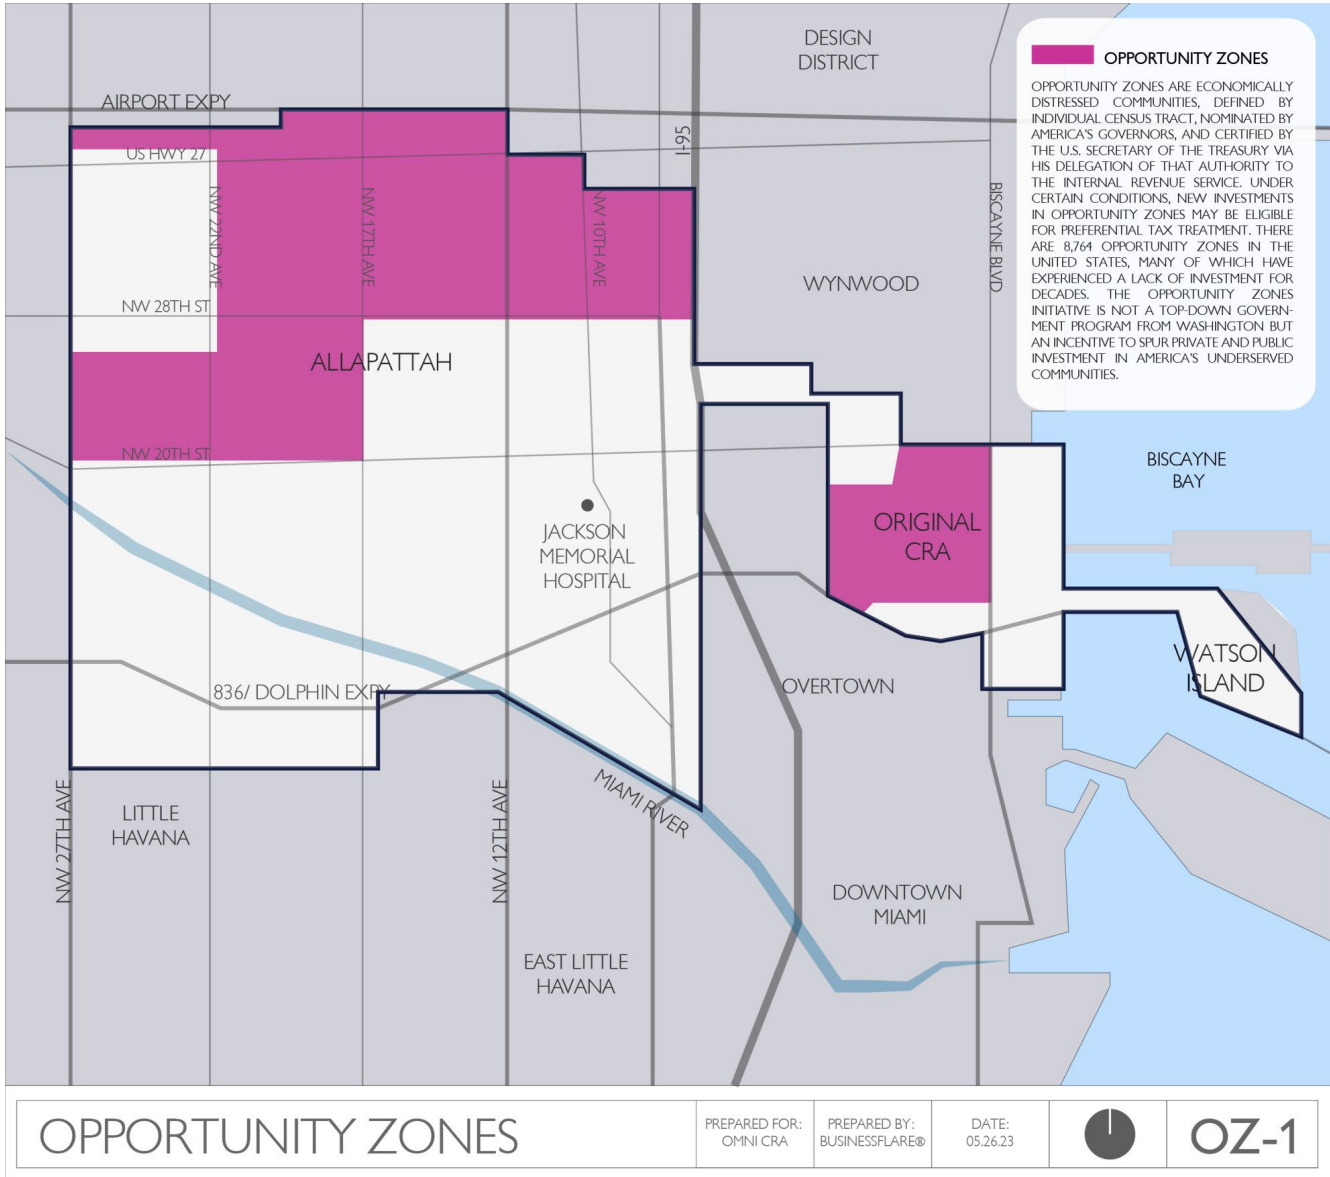 DESIGN
DISTRICT
OPPORTUNITY ZONES
OPPORTUNITY ZONES ARE ECONOMICALLY
DISTRESSED COMMUNITIES, DEFINED BY
INDIVIDUAL CENSUS TRACT, NOMINATED BY
AMERICA'S GOVERNORS, AND CERTIFIED BY
THE U.S. SECRETARY OF THE TREASURY VIA
HIS DELEGATION OF THAT AUTHORITY TO
THE INTERNAL REVENUE SERVICE. UNDER
CERTAIN CONDITIONS, NEW INVESTMENTS
IN OPPORTUNITY ZONES MAY BE ELIGIBLE
FOR PREFERENTIAL TAX TREATMENT. THERE
ARE 8,764 OPPORTUNITY ZONES IN THE
UNITED STATES, MANY OF WHICH HAVE
EXPERIENCED A LACK OF INVESTMENT FOR
DECADES. THE OPPORTUNITY ZONES
INITIATIVE IS NOT A TOP-DOWN GOVERN-
MENT PROGRAM FROM WASHINGTON BUT
AN INCENTIVE TO SPUR PRIVATE AND PUBLIC
INVESTMENT IN AMERICA'S UNDERSERVED
COMMUNITIES.
AIRPORT EXPY
US HWY 27
I-95
NW 22ND AVE
NW 17TH AVE
NW 10TH AVE
BISCAYNE BLVD
WYNWOOD
NW 28TH ST
ALLAPATTAH
NW 20TH ST
BISCAYNE
BAY
JACKSON
MEMORIAL
HOSPITAL
ORIGINAL
CRA
WATSON
ISLAND
836/ DOLPHIN EXPY
OVERTOWN
MIAMI RIVER
NW 27TH AVE
LITTLE
HAVANA
NW 12TH AVE
DOWNTOWN
MIAMI
EAST LITTLE
HAVANA
OPPORTUNITY ZONES
PREPARED FOR:
OMNI CRA
PREPARED BY:
BUSINESSFLARE®
DATE:
05.26.23
OZ-1